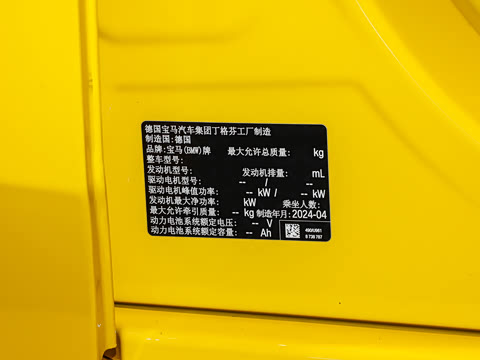 德国宝马汽车集团丁格芬工厂制造
制造国:德国
品牌:宝马(BMW)牌 最大允许总质量: kg
整车型号:
发动机型号: 发动机排量: mL
驱动电机型号: -- --
驱动电机峰值功率: -- kW / -- kW
发动机最大净功率: kW 乘坐人数:
最大允许牵引质量: -- kg 制造年月: 2024-04
动力电池系统额定电压: -- V
动力电池系统额定容量: -- Ah
490/U981
9 738 787